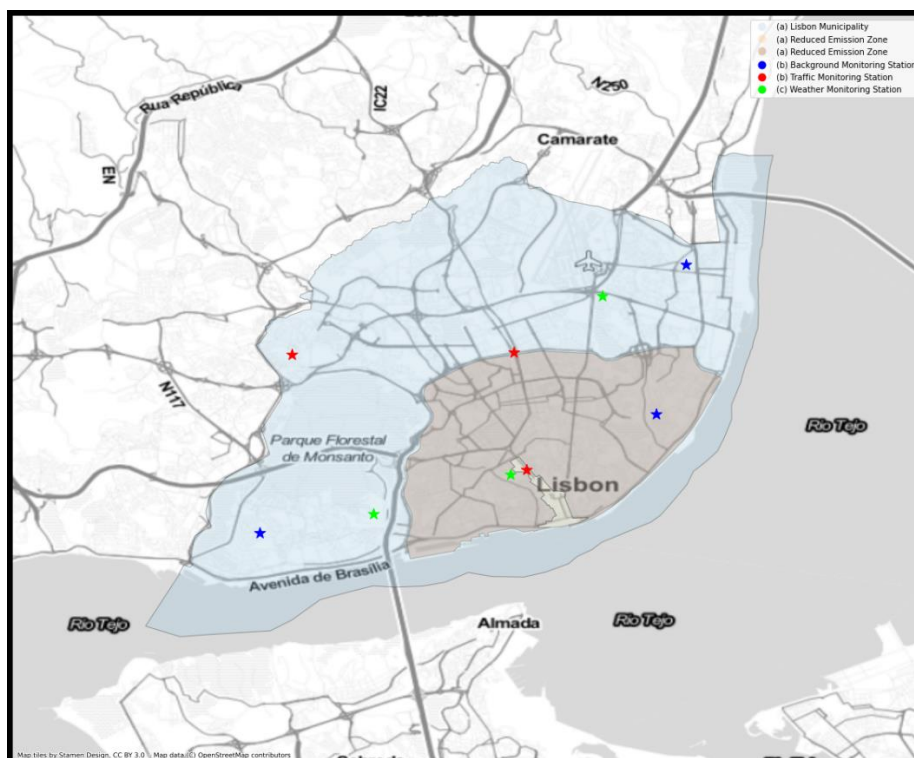 (a) Lisbon Municipality
(a) Reduced Emission Zone
(a) Reduced Emission Zone
(b) Background Monitoring Station
(b) Traffic Monitoring Station
(c) Weather Monitoring Station
N250
Rua República
IC22
Camarate
EN
N117
Rio Tejo
Parque Florestal
de Monsanto
Lisbon
Avenida de Brasília
Rio Tejo
Almada
Rio Tejo
Map tiles by Stamen Design, CC BY 3.0 -- Map data (C) OpenStreetMap contributors